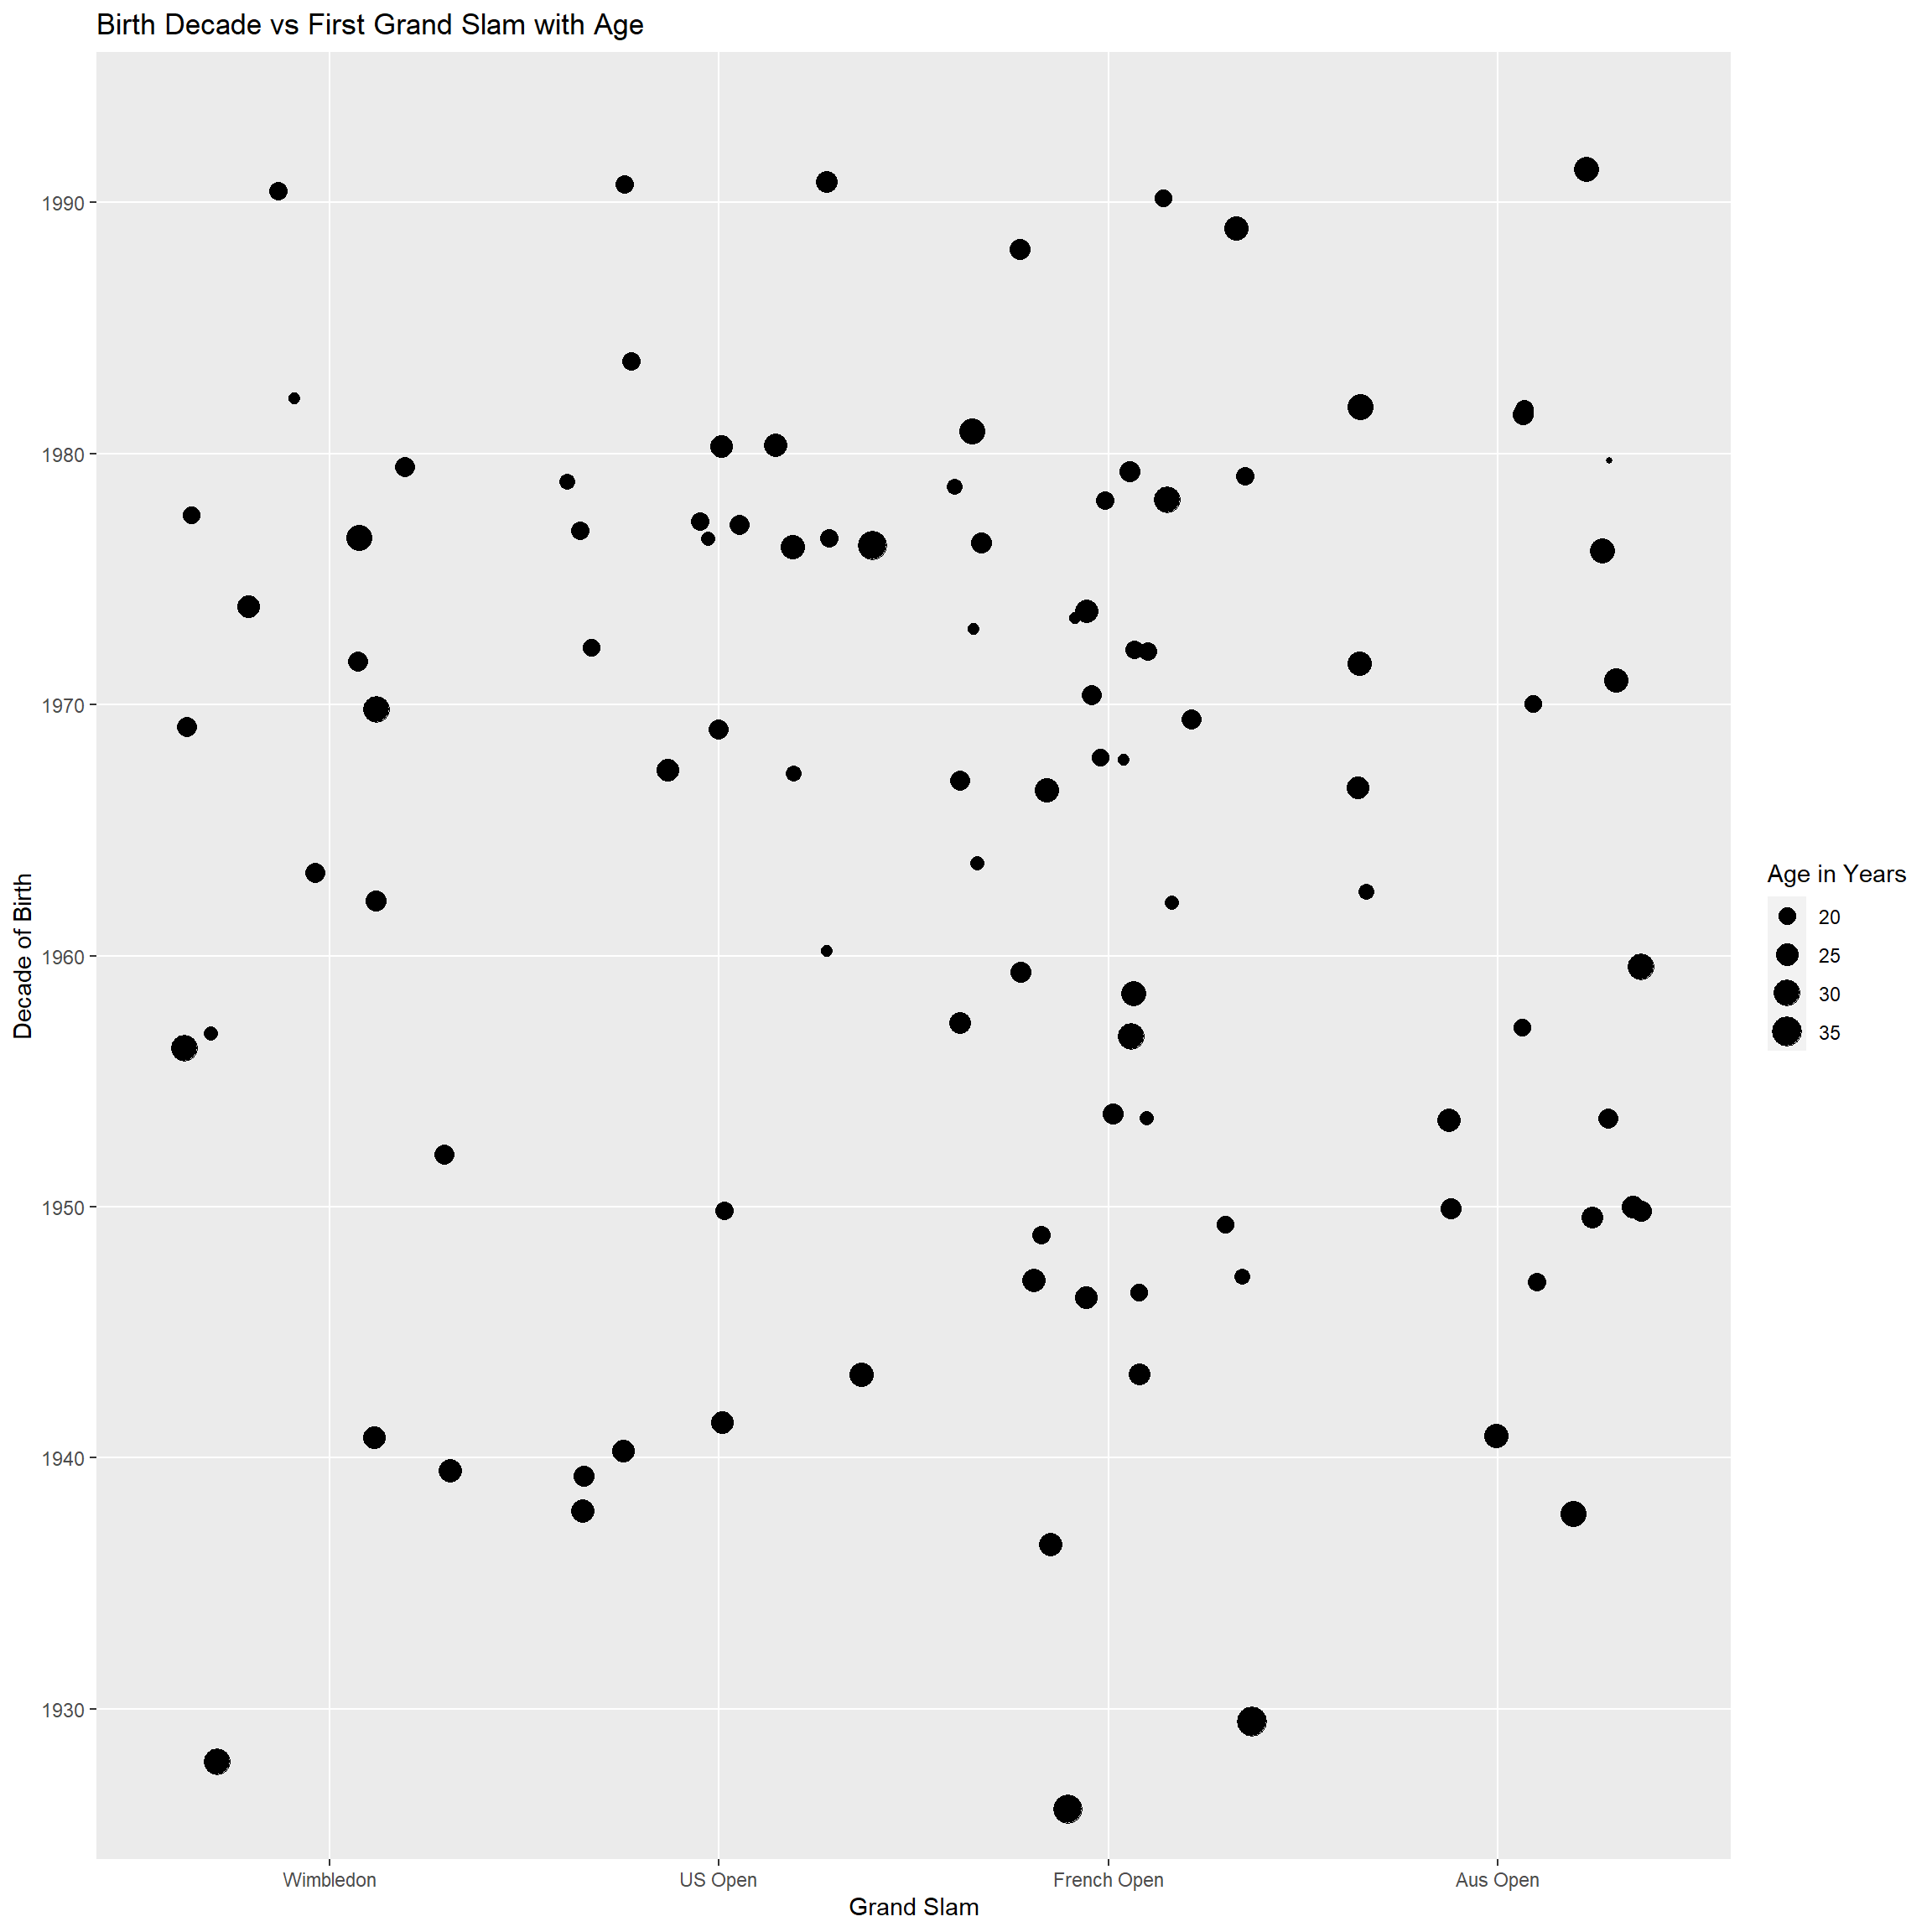 Birth Decade vs First Grand Slam with Age
1990
1980
1970
1960
1950
1940
1930
Decade of Birth
Wimbledon
US Open
French Open
Aus Open
Grand Slam
Age in Years
20
25
30
35